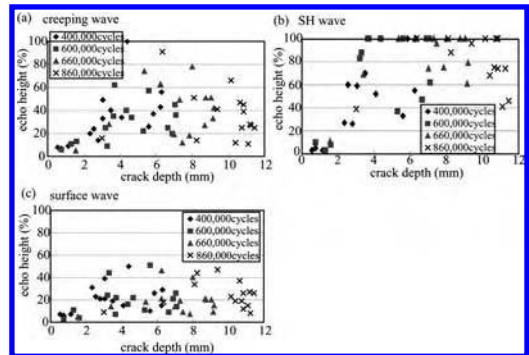 (a) creeping wave
100
80
60
40
20
0
echo height (%)
400,000cycles
600,000cycles
660,000cycles
860,000cycles
0 2 4 6 8 10 12
crack depth (mm)
(b) SH wave
100
80
60
40
20
0
echo height (%)
400,000cycles
600,000cycles
660,000cycles
860,000cycles
0 2 4 6 8 10 12
crack depth (mm)
(c) surface wave
100
80
60
40
20
0
echo height (%)
400,000cycles
600,000cycles
660,000cycles
860,000cycles
0 2 4 6 8 10 12
crack depth (mm)